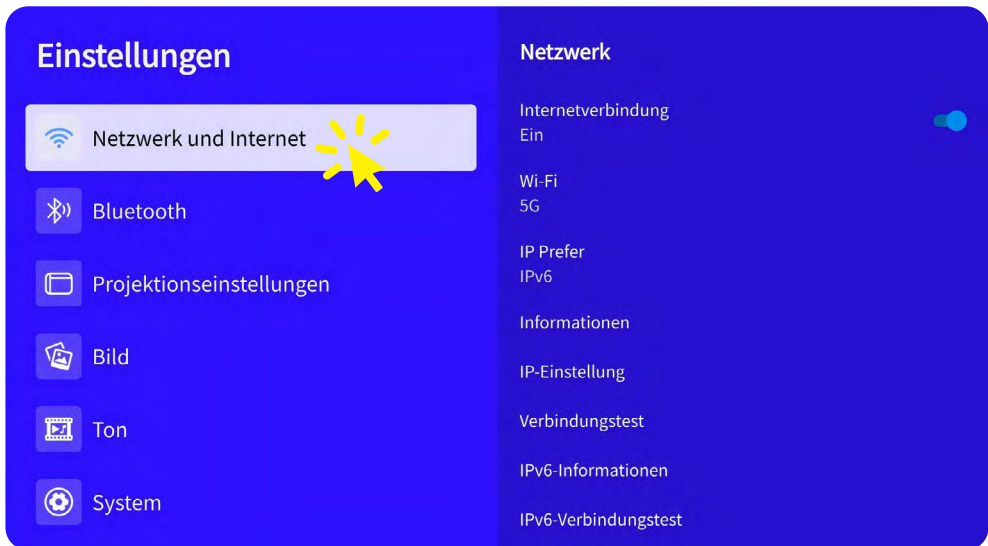 Einstellungen
Netzwerk und Internet
Bluetooth
Projektionseinstellungen
Bild
Ton
System
Netzwerk
Internetverbindung
Ein
Wi-Fi
5G
IP Prefer
IPv6
Informationen
IP-Einstellung
Verbindungstest
IPv6-Informationen
IPv6-Verbindungstest